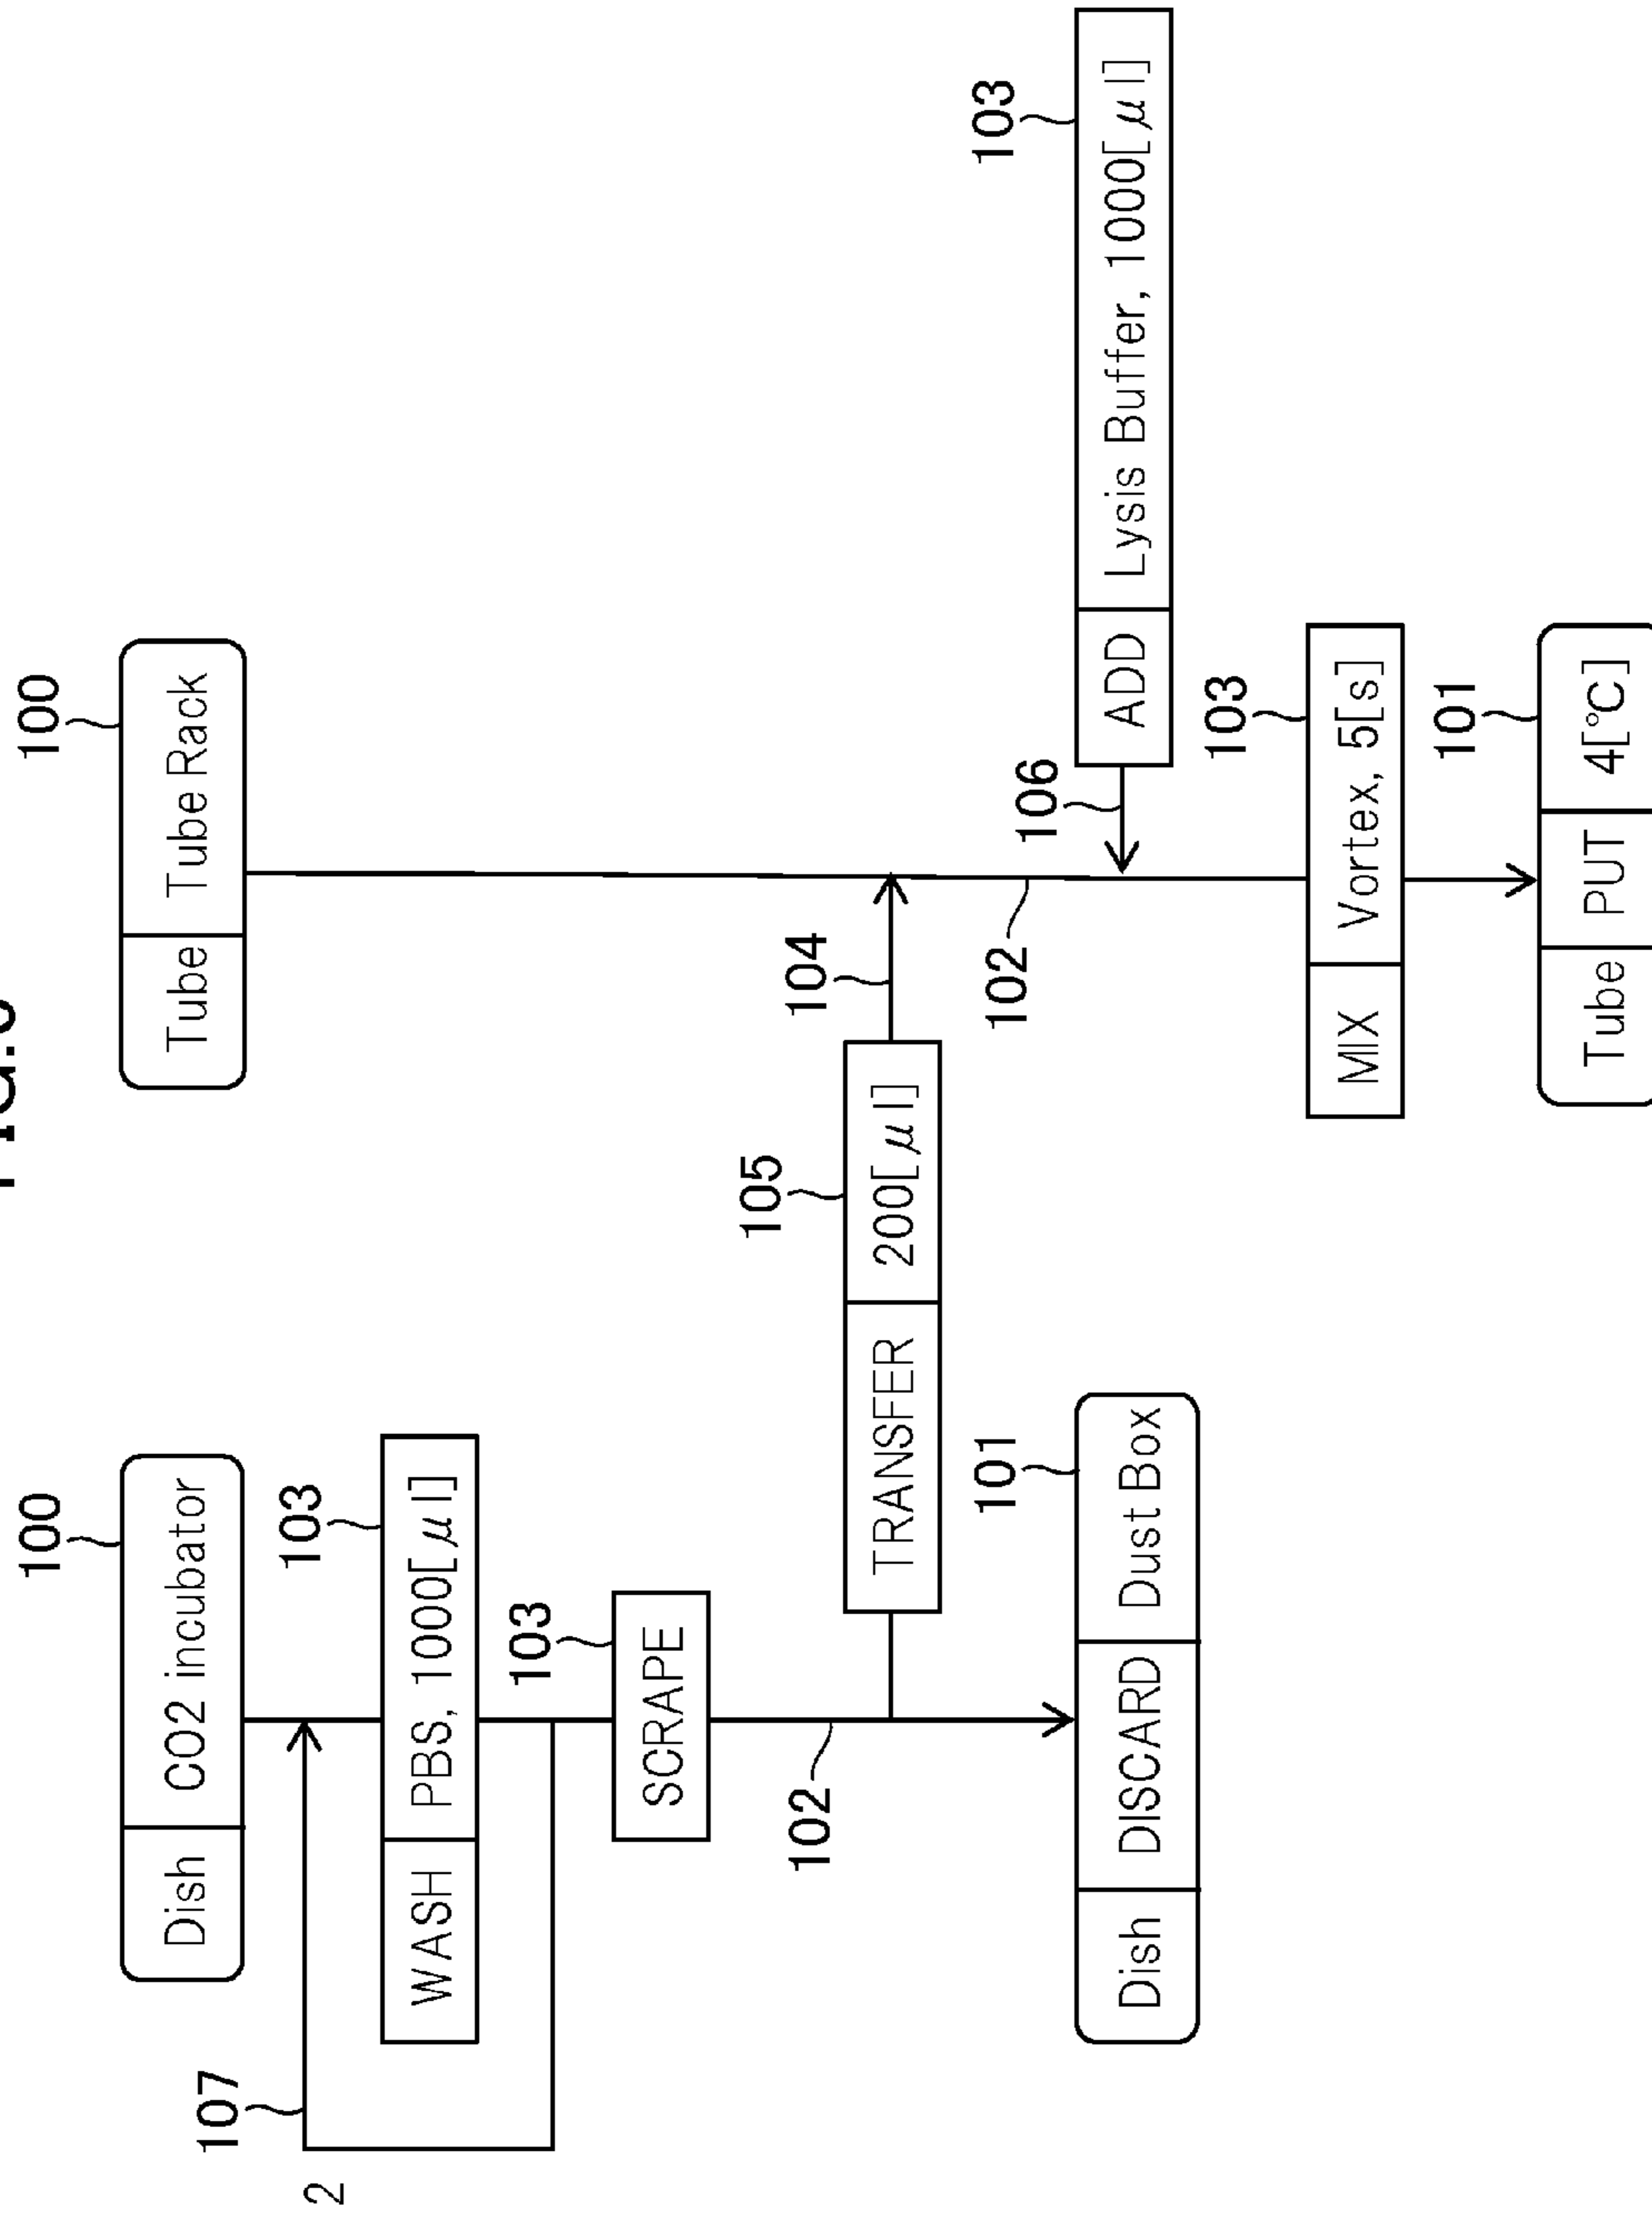 100
Dish CO2 incubator
100
Tube Tube Rack
107
2
103
WASH PBS, 1000[μl]
103
SCRAPE
102
105
TRANSFER 200[μl]
104
101
Dish DISCARD Dust Box
102
106
103
ADD Lysis Buffer, 1000[μl]
103
MIX Vortex, 5[s]
101
Tube PUT 4[°C]